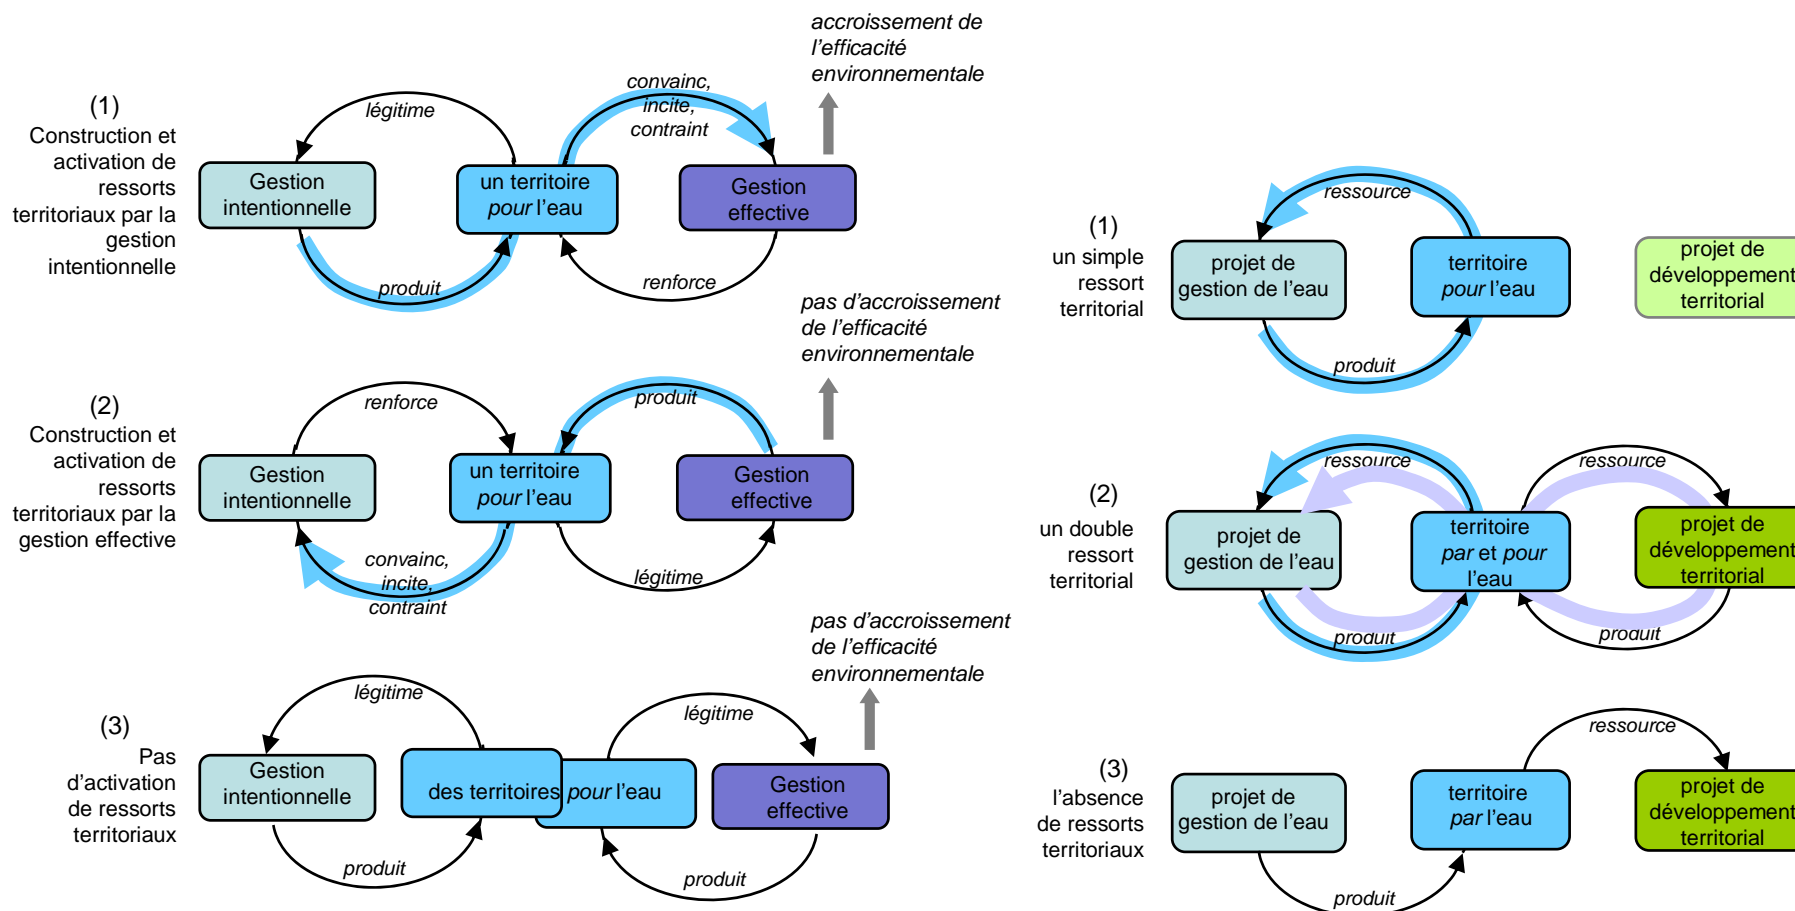 accroissement de
l’efficacité
environnementale
(1)
Construction et
activation de
ressorts
territoriaux par la
gestion
intentionnelle
légitime
convainc,
incite,
contraint
Gestion
intentionnelle
un territoire
pour l’eau
Gestion
effective
produit
renforce
pas d’accroissement
de l’efficacité
environnementale
(2)
Construction et
activation de
ressorts
territoriaux par la
gestion effective
renforce
produit
Gestion
intentionnelle
un territoire
pour l’eau
Gestion
effective
convainc,
incite,
contraint
légitime
pas d’accroissement
de l’efficacité
environnementale
(3)
Pas
d’activation
de ressorts
territoriaux
légitime
légitime
Gestion
intentionnelle
des territoires pour l’eau
Gestion
effective
produit
produit
(1)
un simple
ressort
territorial
ressource
projet de
gestion de l’eau
territoire
pour l’eau
projet de
développement
territorial
produit
(2)
un double
ressort
territorial
ressource
ressource
projet de
gestion de l’eau
territoire
par et pour
l’eau
projet de
développement
territorial
produit
produit
(3)
l’absence
de ressorts
territoriaux
ressource
projet de
gestion de l’eau
territoire
par l’eau
projet de
développement
territorial
produit